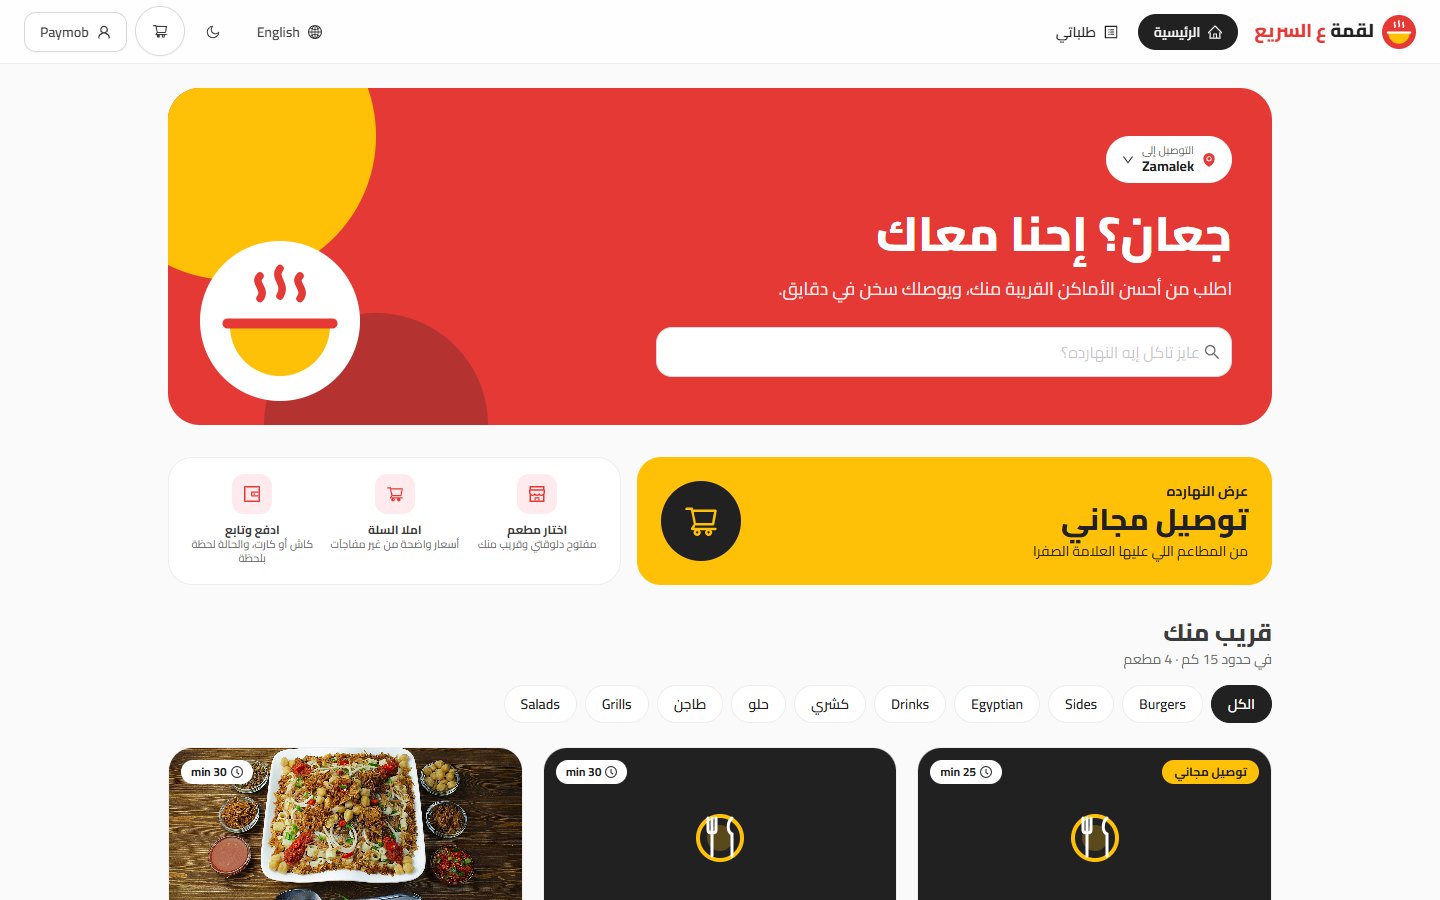 لقمة ع السريع
الرئيسية
طلباتي
English
Paymob
التوصيل إلى
Zamalek
جعان؟ إحنا معاك
اطلب من أحسن الأماكن القريبة منك، ويوصلك سخن في دقايق.
عايز تاكل إيه النهارده؟
عرض النهارده
توصيل مجاني
من المطاعم اللي عليها العلامة الصفرا
اختار مطعم
مفتوح دلوقتي وقريب منك
املا السلة
أسعار واضحة من غير مفاجآت
ادفع وتابع
كاش أو كارت، والحالة لحظة
بلحظة
قريب منك
في حدود 15 كم · 4 مطعم
الكل
Burgers
Sides
Egyptian
Drinks
كشري
حلو
طاجن
Grills
Salads
توصيل مجاني
25 min
30 min
30 min